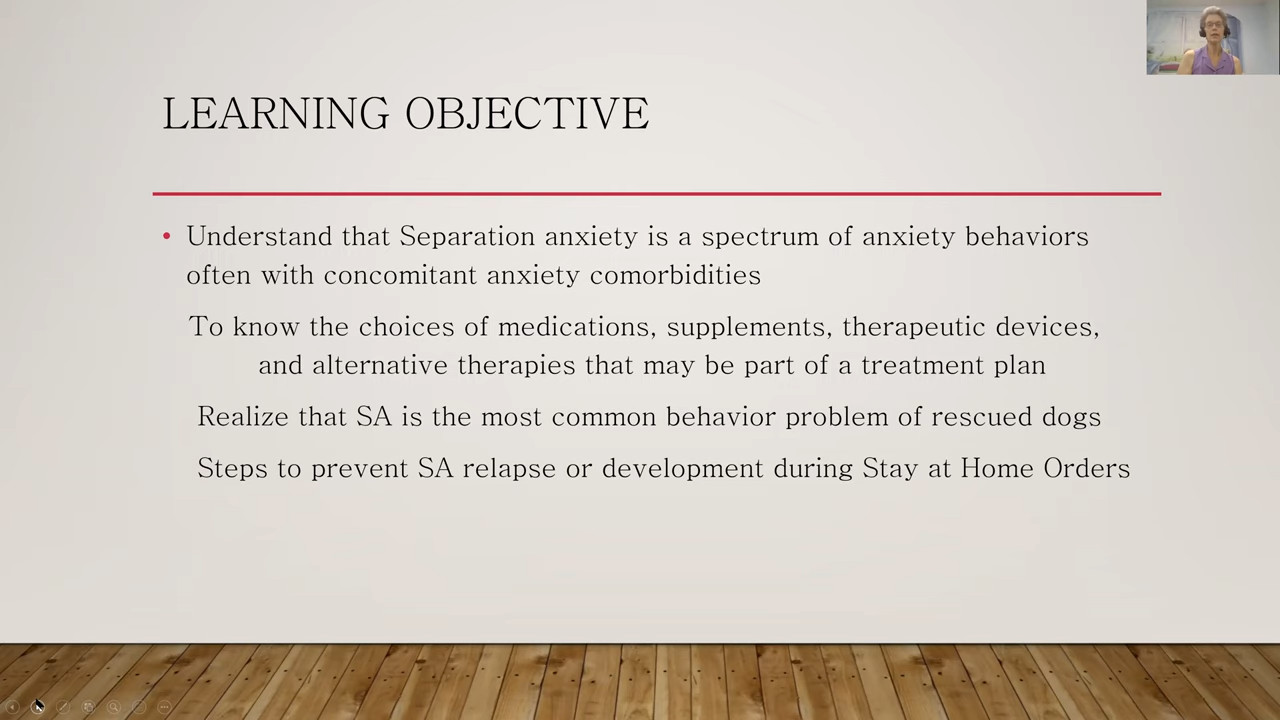 LEARNING OBJECTIVE
• Understand that Separation anxiety is a spectrum of anxiety behaviors
often with concomitant anxiety comorbidities
To know the choices of medications, supplements, therapeutic devices,
and alternative therapies that may be part of a treatment plan
Realize that SA is the most common behavior problem of rescued dogs
Steps to prevent SA relapse or development during Stay at Home Orders